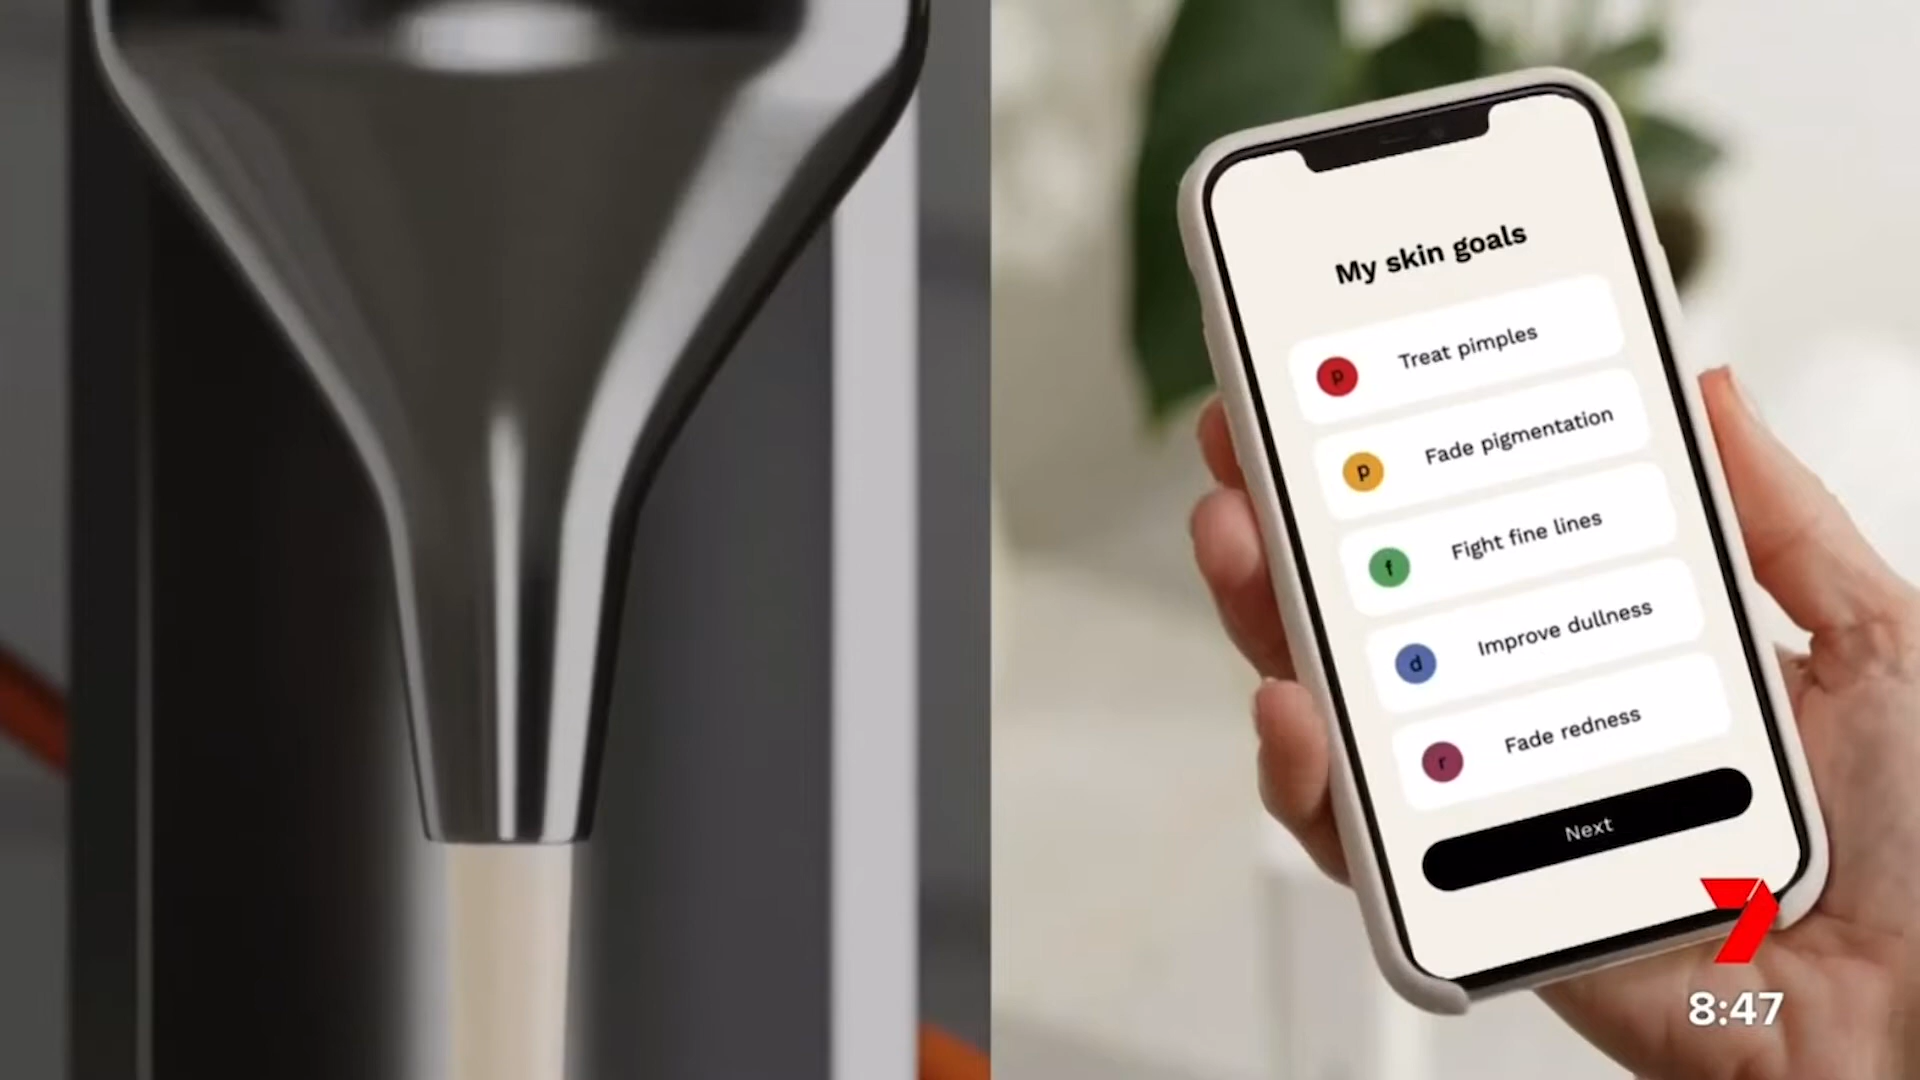 My skin goals
p Treat pimples
p Fade pigmentation
f Fight fine lines
d Improve dullness
r Fade redness
Next
7
8:47